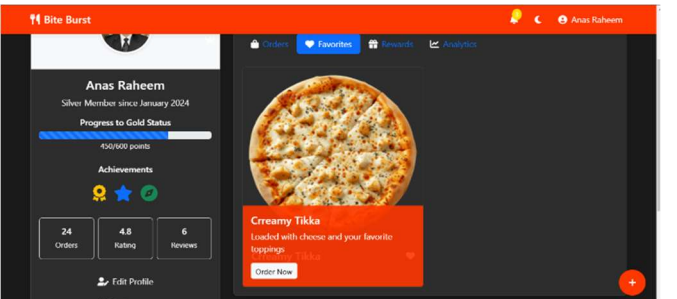 Bite Burst
Anas Raheem
Orders Favorites Rewards Analytics
Anas Raheem
Silver Member since January 2024
Progress to Gold Status
450/600 points
Achievements
24 4.8 6
Orders Rating Reviews
Edit Profile
Crreamy Tikka
Loaded with cheese and your favorite
toppings
Crreamy Tikka
Order Now
+